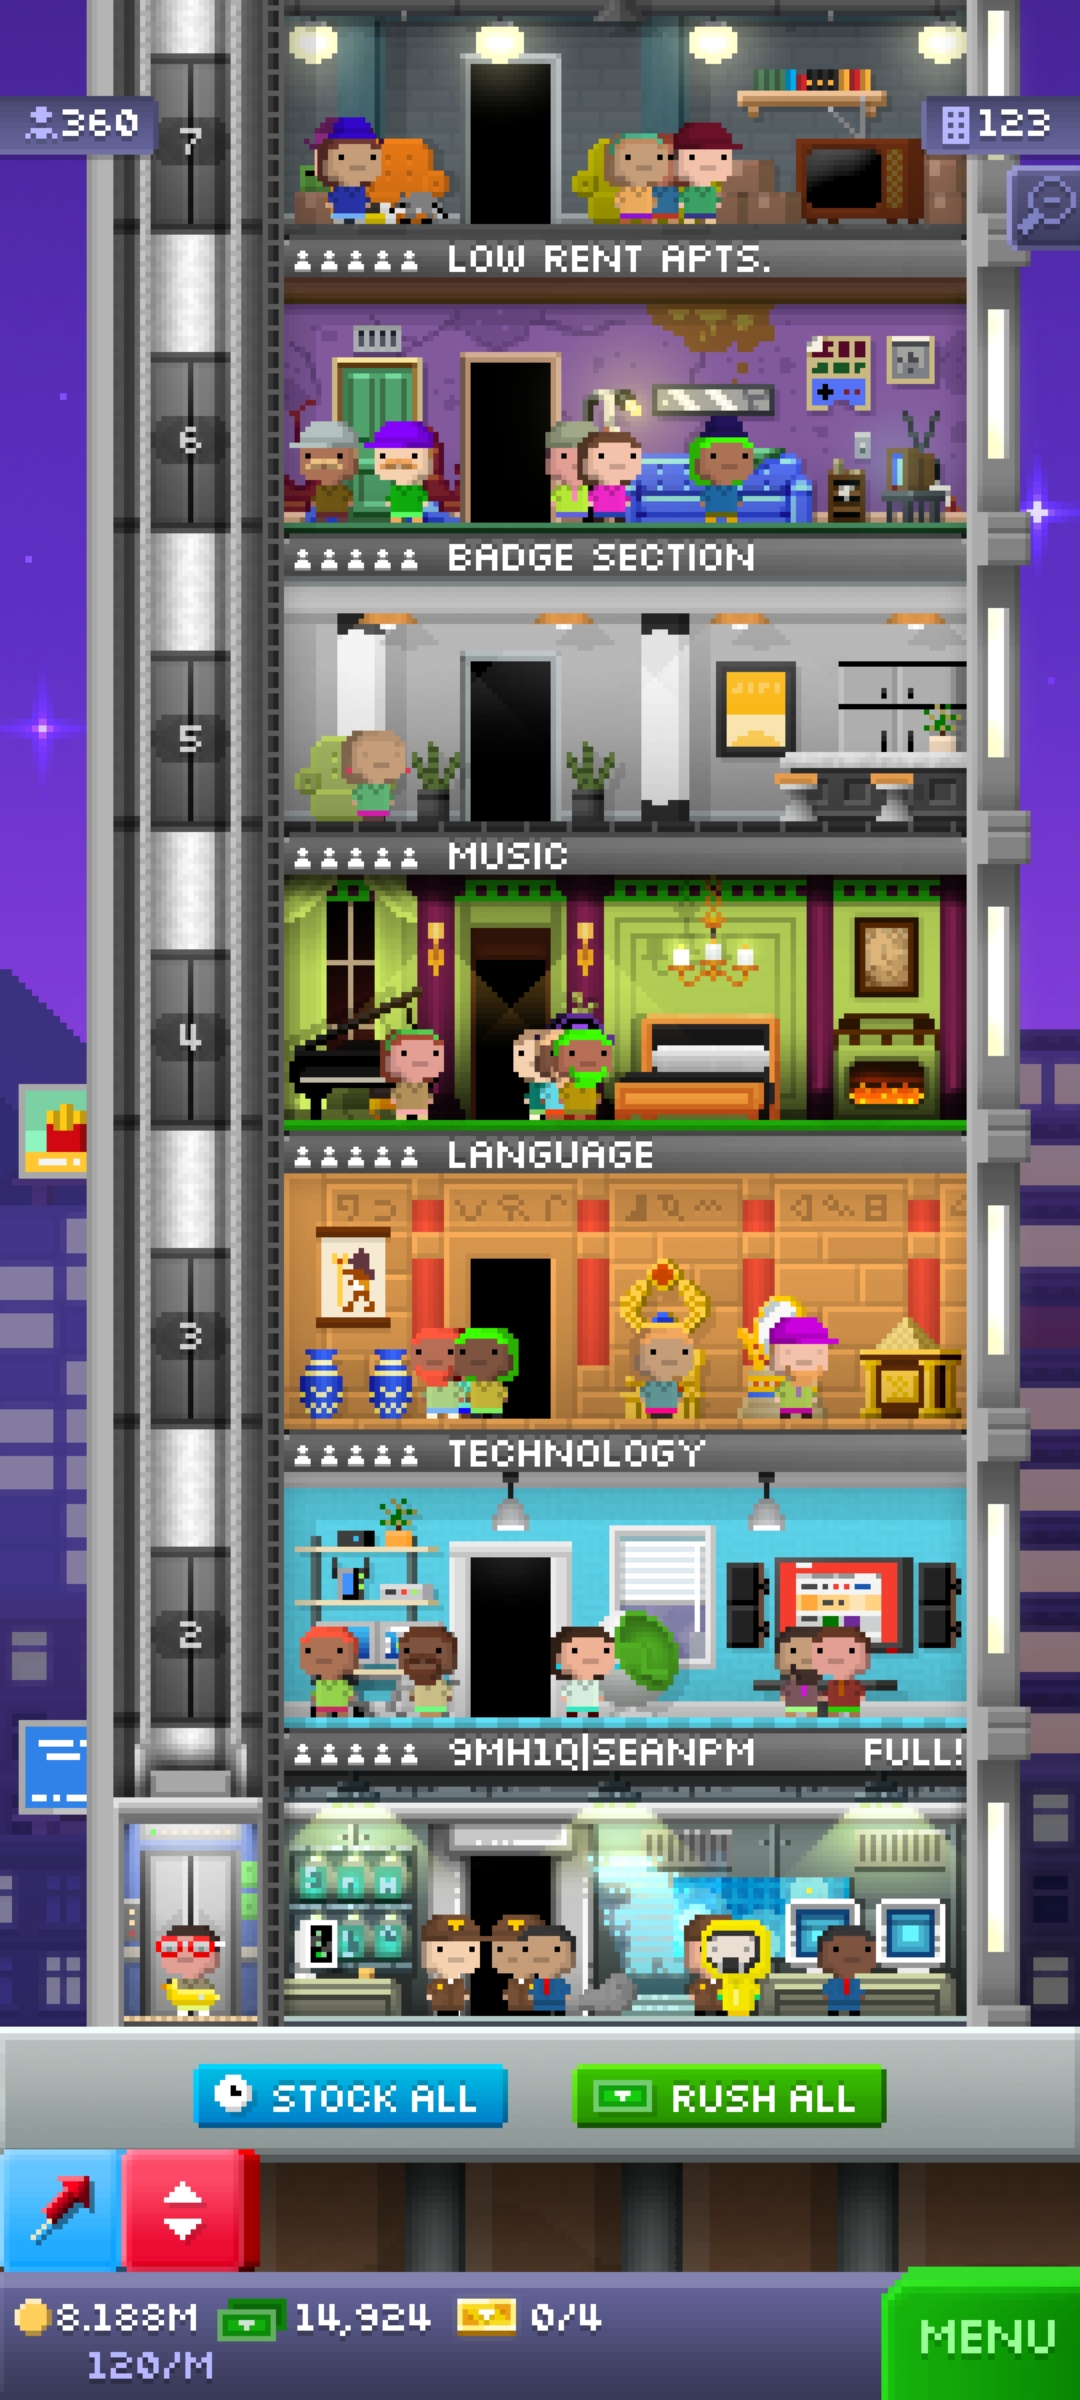 360
7
123
LOW RENT APTS.
6
BADGE SECTION
5
MUSIC
4
LANGUAGE
3
TECHNOLOGY
2
9MH1Q|SEANPM FULL!
STOCK ALL
RUSH ALL
8.188M 14,924 0/4
120/M
MENU